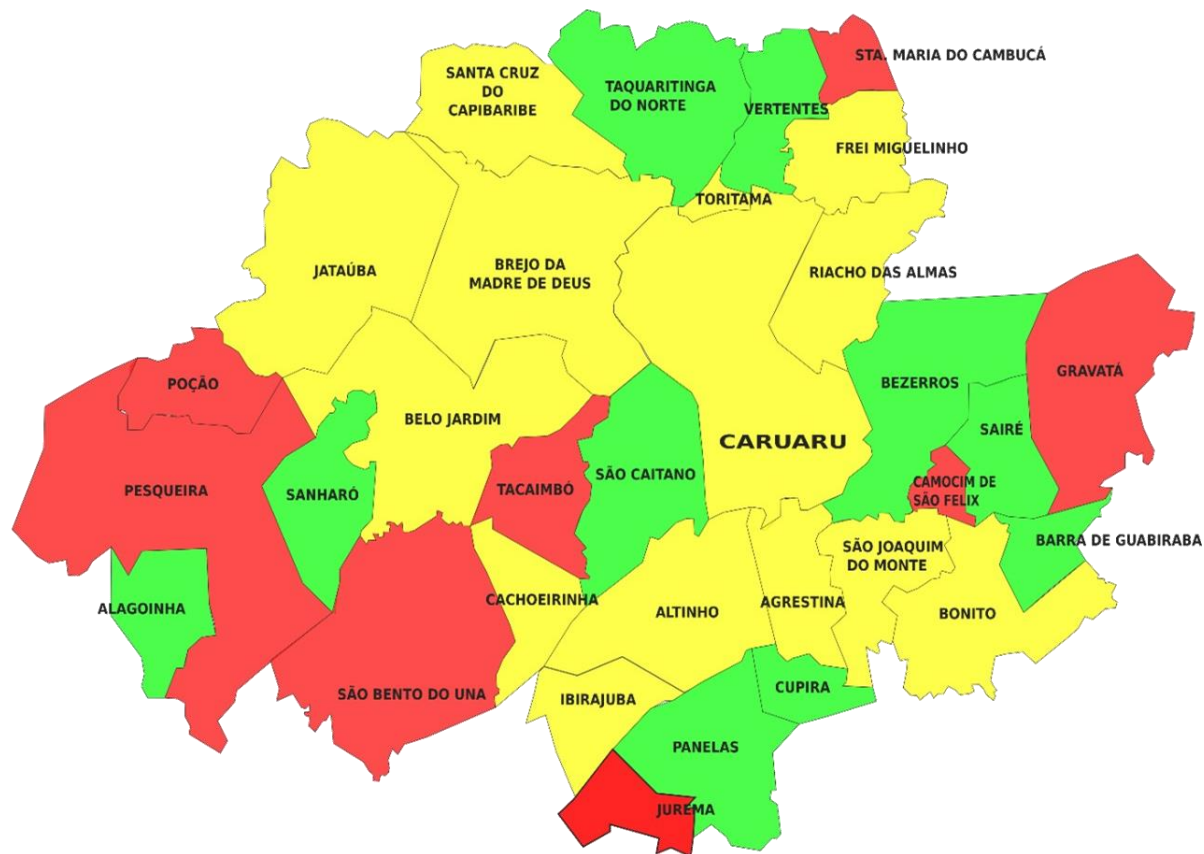 STA. MARIA DO CAMBUCÁ
SANTA CRUZ
DO
CAPIBARIBE
TAQUARITINGA
DO NORTE
VERTENTES
FREI MIGUELINHO
TORITAMA
JATAÚBA
BREJO DA
MADRE DE DEUS
RIACHO DAS ALMAS
POÇÃO
BELO JARDIM
CARUARU
BEZERROS
GRAVATÁ
SAIRÉ
PESQUEIRA
SANHARÓ
TACAIMBÓ
SÃO CAITANO
CAMOCIM DE
SÃO FELIX
SÃO JOAQUIM
DO MONTE
BARRA DE GUABIRABA
ALAGOINHA
CACHOEIRINHA
ALTINHO
AGRESTINA
BONITO
SÃO BENTO DO UNA
IBIRAJUBA
CUPIRA
PANELAS
JUREMA